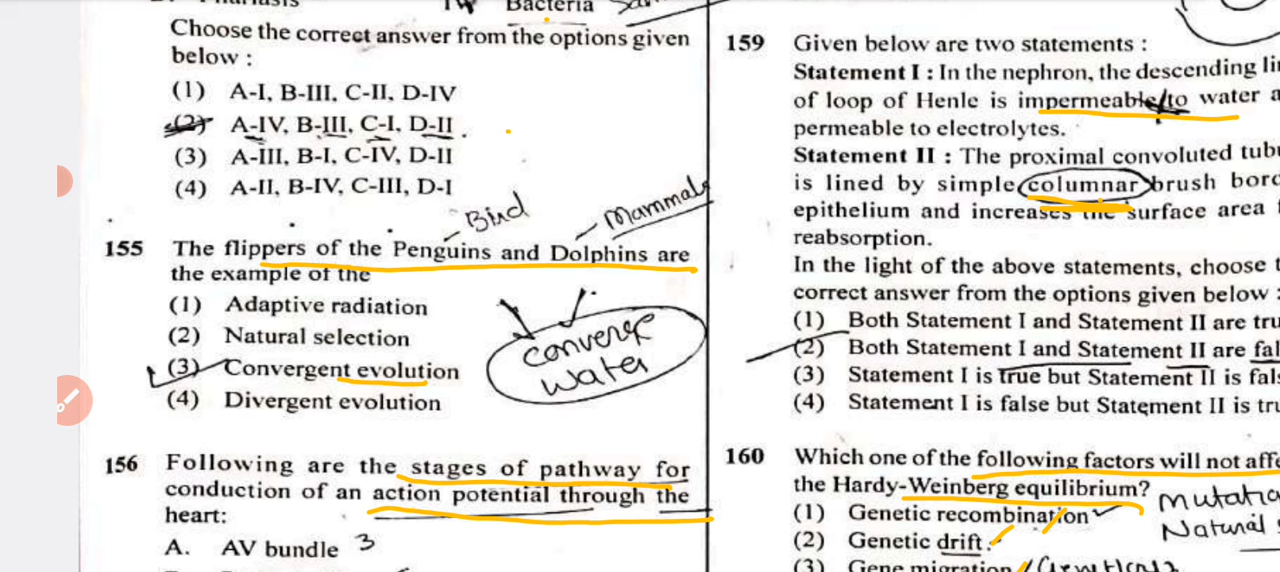 Bacteria
Choose the correct answer from the options given
below :
(1) A-I, B-III, C-II, D-IV
(2) A-IV, B-III, C-I, D-II .
(3) A-III, B-I, C-IV, D-II
(4) A-II, B-IV, C-III, D-I
Bird
Mammals
155 The flippers of the Penguins and Dolphins are
the example of the
(1) Adaptive radiation
(2) Natural selection
(3) Convergent evolution
(4) Divergent evolution
converge
water
156 Following are the stages of pathway for
conduction of an action potential through the
heart:
A. AV bundle 3
159 Given below are two statements :
Statement I : In the nephron, the descending
of loop of Henle is impermeable to water
permeable to electrolytes.
Statement II : The proximal convoluted
is lined by simple columnar brush
epithelium and increases the surface area
reabsorption.
In the light of the above statements, choose
correct answer from the options given below :
(1) Both Statement I and Statement II are
(2) Both Statement I and Statement II are
(3) Statement I is true but Statement II is
(4) Statement I is false but Statement II is
160 Which one of the following factors will not
the Hardy-Weinberg equilibrium?
(1) Genetic recombination
(2) Genetic drift
(3) Gene migration
Natural